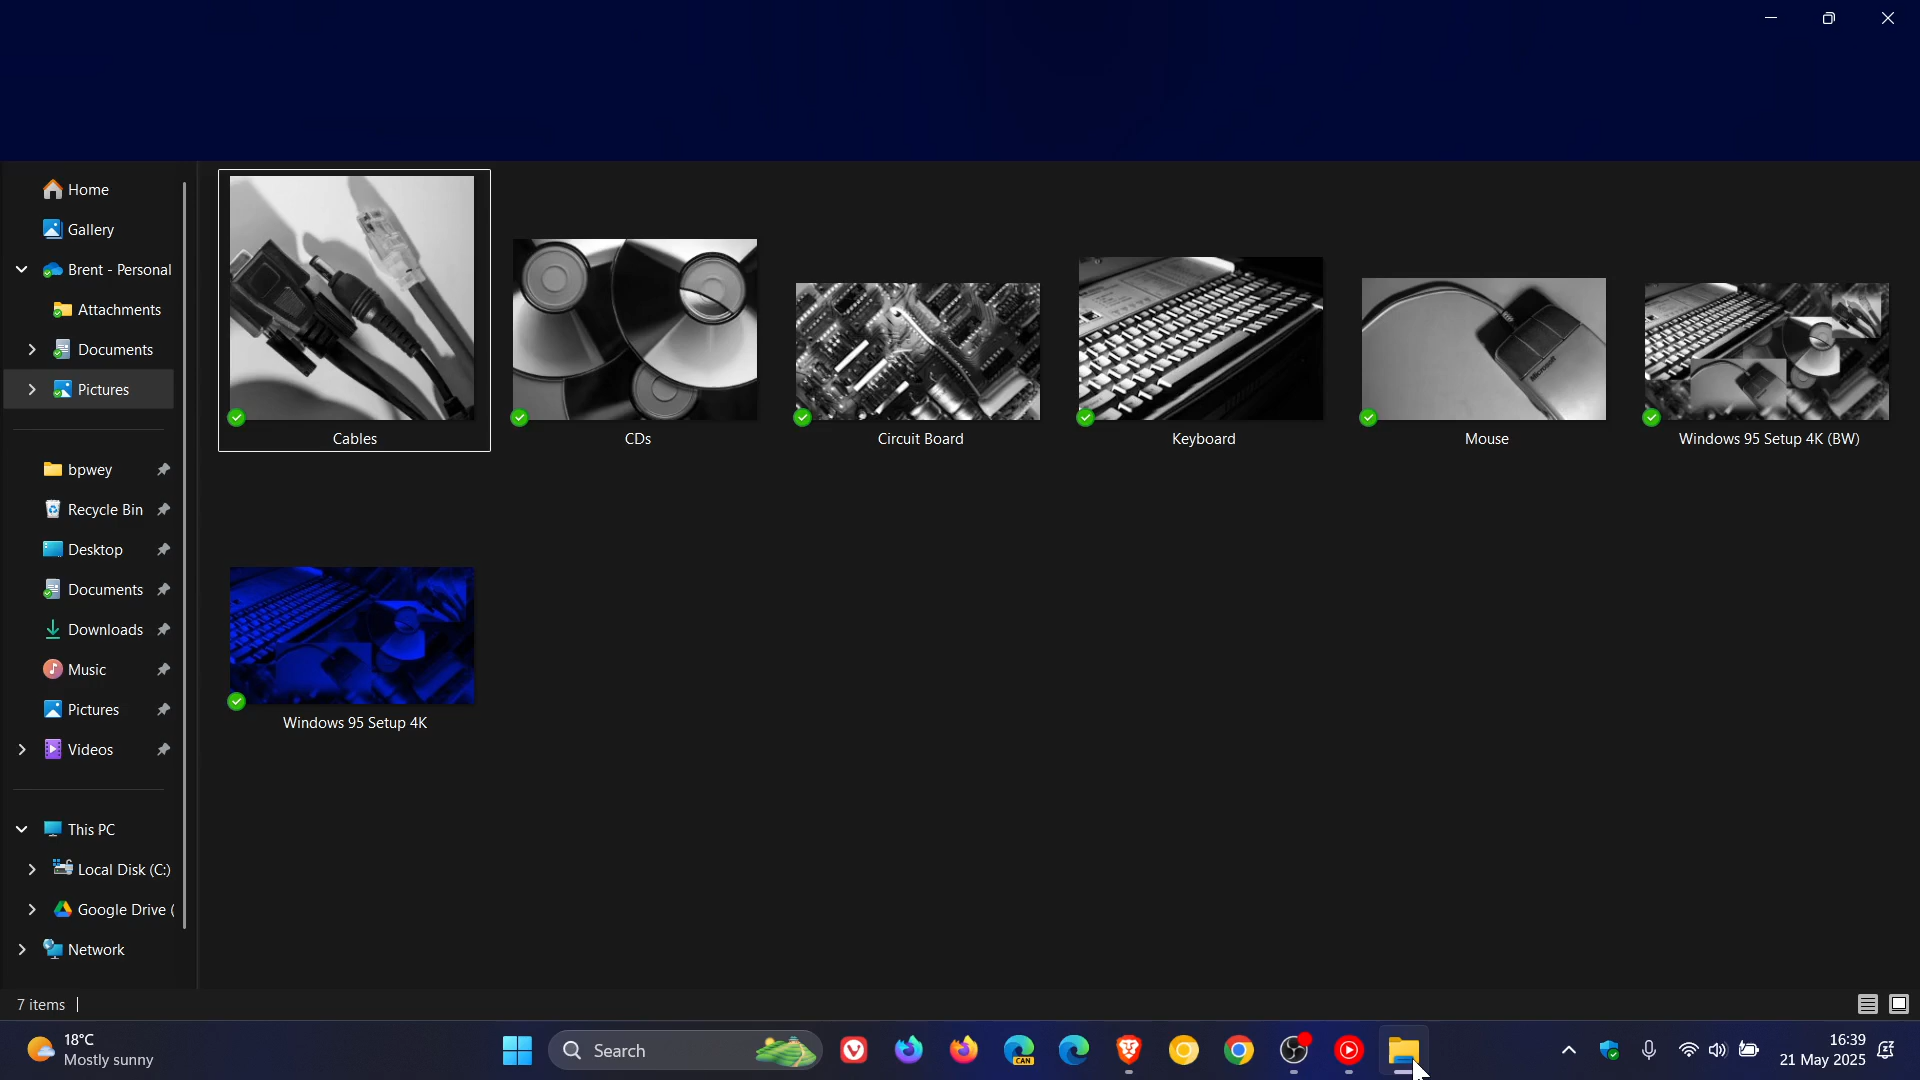 Home
Gallery
Brent - Personal
Attachments
Documents
Pictures
bpwey
Recycle Bin
Desktop
Documents
Downloads
Music
Pictures
Videos
This PC
Local Disk (C:)
Google Drive (
Network
Cables
CDs
Circuit Board
Keyboard
Mouse
Windows 95 Setup 4K (BW)
Windows 95 Setup 4K
7 items
18°C
Mostly sunny
Search
CAN
16:39
21 May 2025